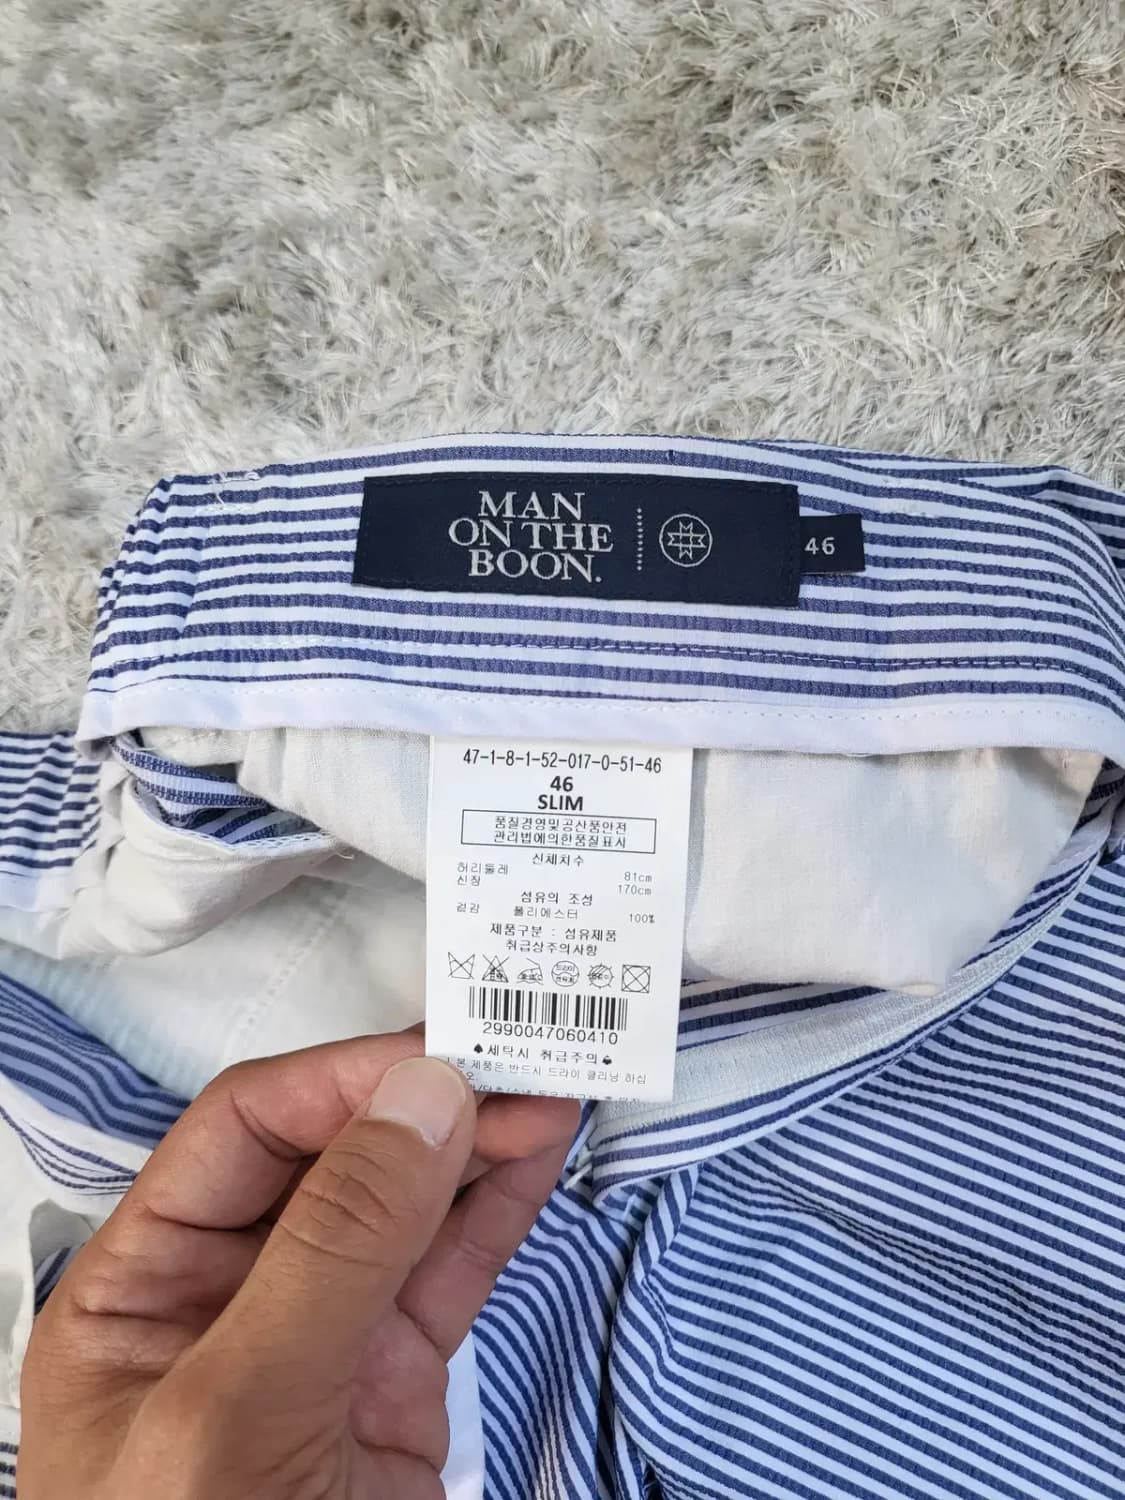 MAN
ON THE
BOON.
46
47-1-8-1-52-017-0-51-46
46
SLIM
품질경영및공산품안전
관리법에의한품질표시
신체치수
허리둘레 81cm
신장 170cm
섬유의 조성
겉감 폴리에스터 100%
제품구분 : 섬유제품
취급상주의사항
드라이
2990047060410
♠세탁시 취급주의♠
본 제품은 반드시 드라이 클리닝 하십
오.